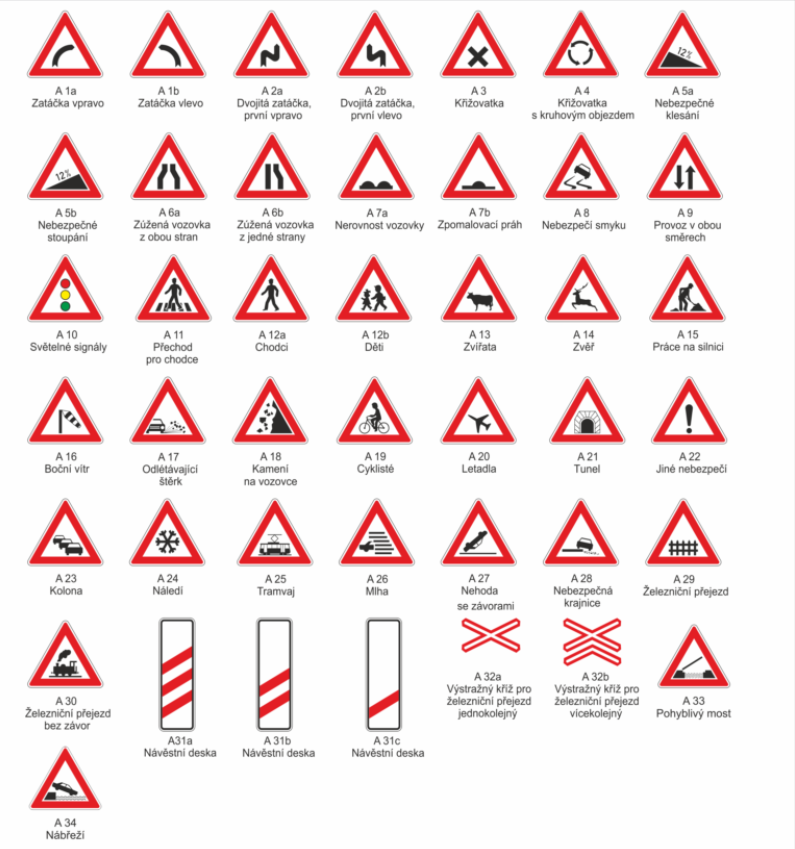 A 1a
Zatáčka vpravo
A 1b
Zatáčka vlevo
A 2a
Dvojitá zatáčka,
první vpravo
A 2b
Dvojitá zatáčka,
první vlevo
A 3
Křižovatka
A 4
Křižovatka
s kruhovým objezdem
12%
A 5a
Nebezpečné
klesání
12%
A 5b
Nebezpečné
stoupání
A 6a
Zúžená vozovka
z obou stran
A 6b
Zúžená vozovka
z jedné strany
A 7a
Nerovnost vozovky
A 7b
Zpomalovací práh
A 8
Nebezpečí smyku
A 9
Provoz v obou
směrech
A 10
Světelné signály
A 11
Přechod
pro chodce
A 12a
Chodci
A 12b
Děti
A 13
Zvířata
A 14
Zvěř
A 15
Práce na silnici
A 16
Boční vítr
A 17
Odlétávající
štěrk
A 18
Kamení
na vozovce
A 19
Cyklisté
A 20
Letadla
A 21
Tunel
A 22
Jiné nebezpečí
A 23
Kolona
A 24
Náledí
A 25
Tramvaj
A 26
Mlha
A 27
Nehoda
se závorami
A 28
Nebezpečná
krajnice
A 29
Železniční přejezd
A 30
Železniční přejezd
bez závor
A31a
Návěstní deska
A 31b
Návěstní deska
A 31c
Návěstní deska
A 32a
Výstražný kříž pro
železniční přejezd
jednokolejný
A 32b
Výstražný kříž pro
železniční přejezd
vícekolejný
A 33
Pohyblivý most
A 34
Nábřeží